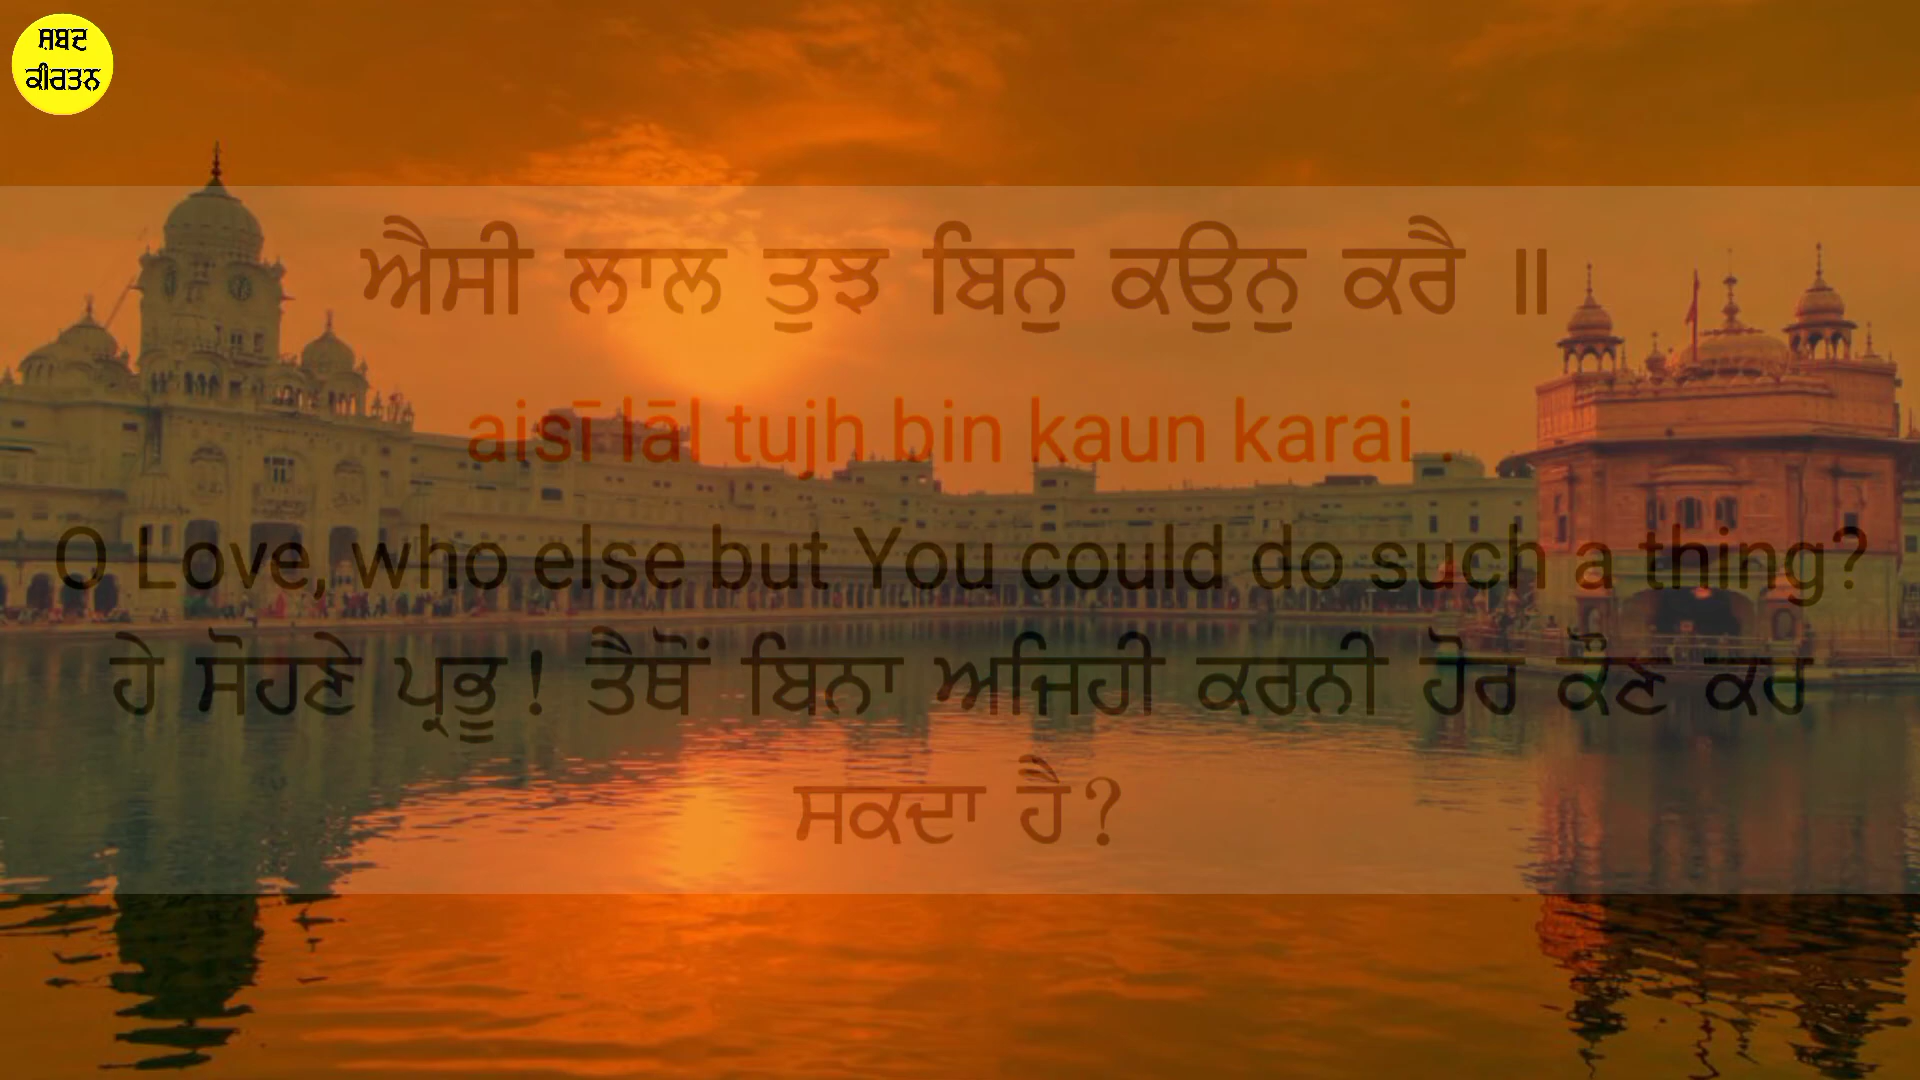 ਸ਼ਬਦ
ਕੀਰਤਨ
ਐਸੀ ਲਾਲ ਤੁਝ ਬਿਨੁ ਕਉਨੁ ਕਰੈ ॥
aisī lāl tujh bin kaun karai .
O Love, who else but You could do such a thing?
ਹੇ ਸੋਹਣੇ ਪ੍ਰਭੂ! ਤੈਥੋਂ ਬਿਨਾ ਅਜਿਹੀ ਕਰਨੀ ਹੋਰ ਕੌਣ ਕਰ
ਸਕਦਾ ਹੈ?